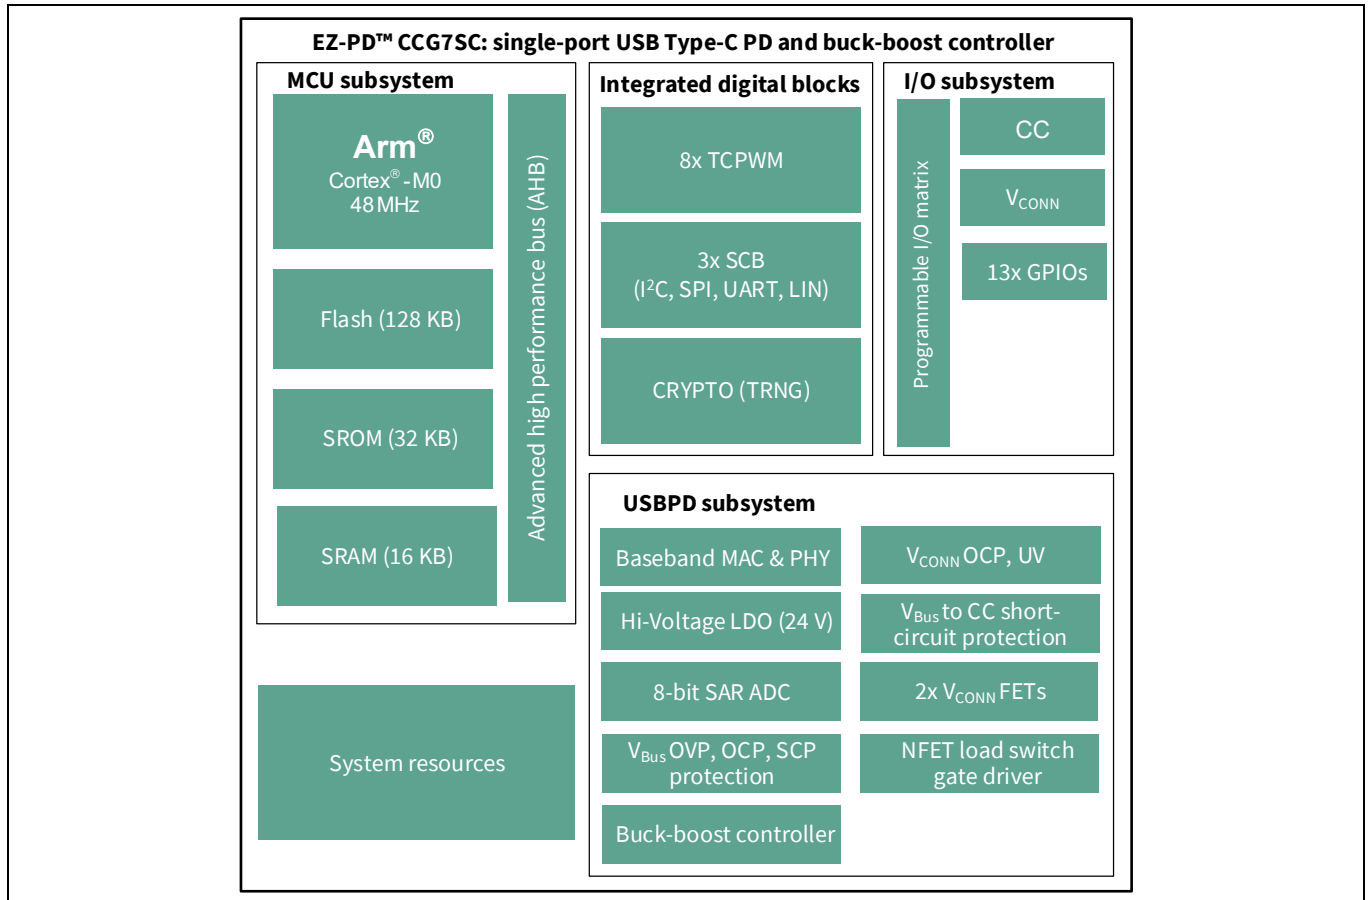 EZ-PD™ CCG7SC: single-port USB Type-C PD and buck-boost controller
MCU subsystem
Arm®
Cortex®-M0
48 MHz
Flash (128 KB)
SROM (32 KB)
SRAM (16 KB)
Advanced high performance bus (AHB)
System resources
Integrated digital blocks
8x TCPWM
3x SCB
(I²C, SPI, UART, LIN)
CRYPTO (TRNG)
I/O subsystem
Programmable I/O matrix
CC
VCONN
13x GPIOs
USBPD subsystem
Baseband MAC & PHY
Hi-Voltage LDO (24 V)
8-bit SAR ADC
VBus OVP, OCP, SCP
protection
Buck-boost controller
VCONN OCP, UV
VBus to CC short-
circuit protection
2x VCONN FETs
NFET load switch
gate driver